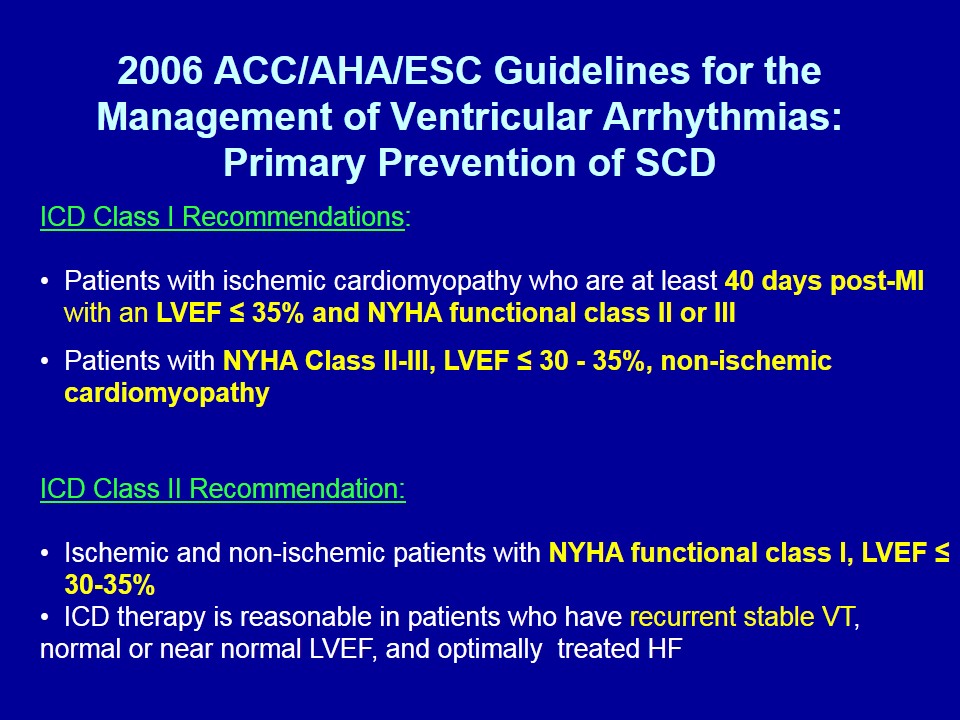 2006 ACC/AHA/ESC Guidelines for the
Management of Ventricular Arrhythmias:
Primary Prevention of SCD
ICD Class I Recommendations:
• Patients with ischemic cardiomyopathy who are at least 40 days post-MI
with an LVEF ≤ 35% and NYHA functional class II or III
• Patients with NYHA Class II-III, LVEF ≤ 30 - 35%, non-ischemic
cardiomyopathy
ICD Class II Recommendation:
• Ischemic and non-ischemic patients with NYHA functional class I, LVEF ≤
30-35%
• ICD therapy is reasonable in patients who have recurrent stable VT,
normal or near normal LVEF, and optimally treated HF